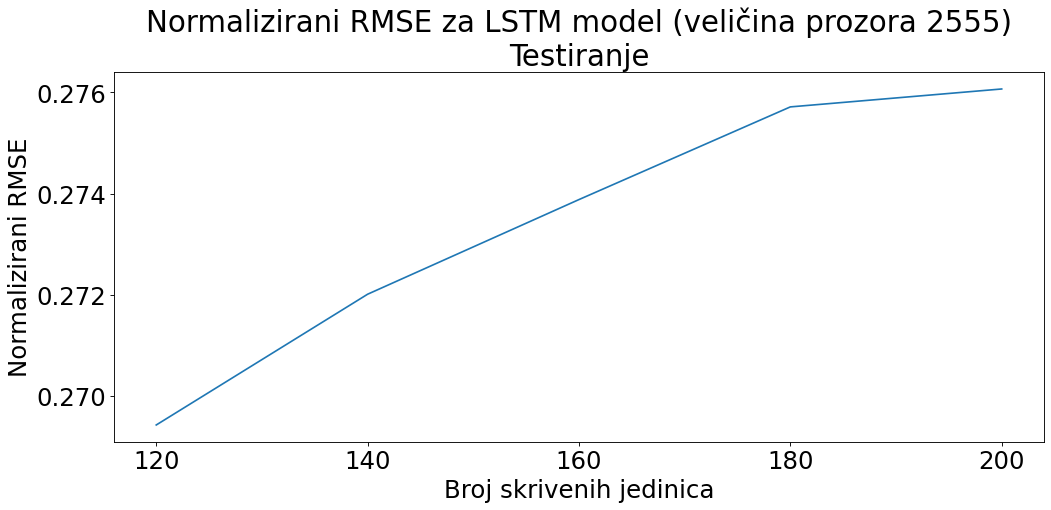 Normalizirani RMSE za LSTM model (veličina prozora 2555)
Testiranje
Normalizirani RMSE
0.276
0.274
0.272
0.270
120 140 160 180 200
Broj skrivenih jedinica